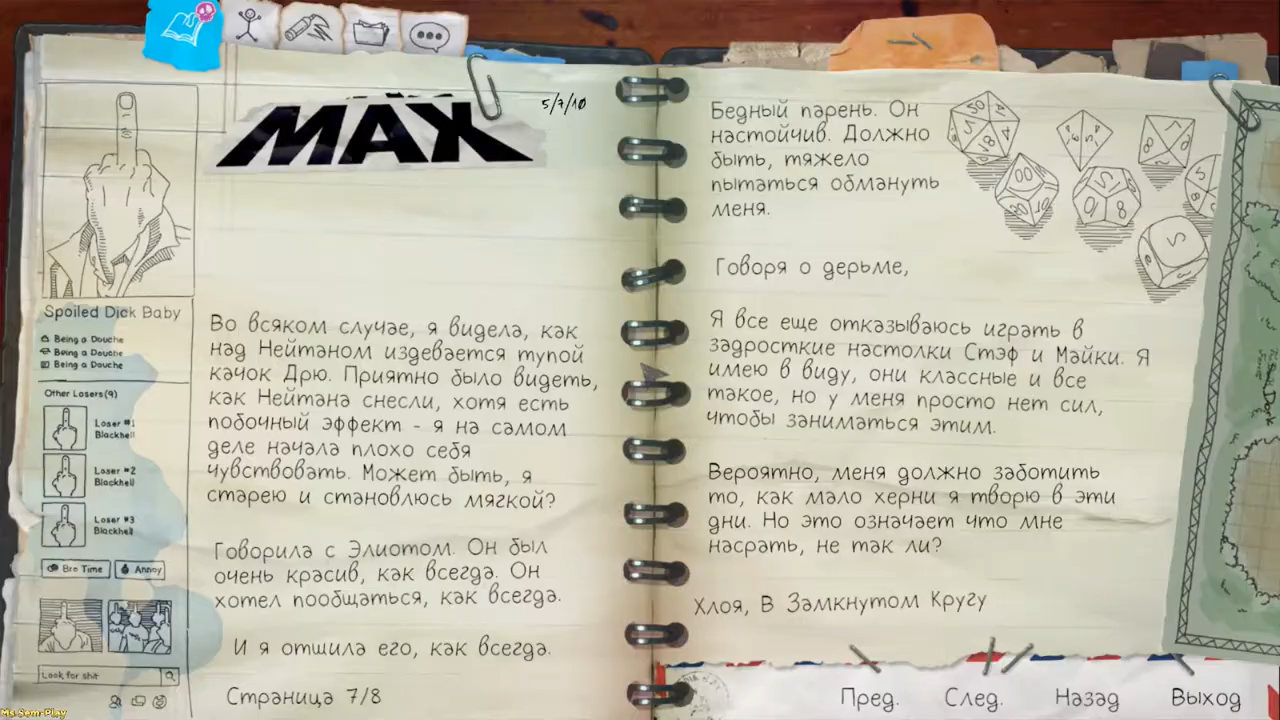 МАХ
5/7/10
Spoiled Dick Baby
Being a Douche
Being a Douche
Being a Douche
Other Losers(9)
Loser #1
Blackhell
Loser #2
Blackhell
Loser #3
Blackhell
Bro Time
Annoy
Look for shit
Во всяком случае, я видела, как
над Нейтаном издевается тупой
качок Дрю. Приятно было видеть,
как Нейтана снесли, хотя есть
побочный эффект - я на самом
деле начала плохо себя
чувствовать. Может быть, я
старею и становлюсь мягкой?
Говорила с Элиотом. Он был
очень красив, как всегда. Он
хотел пообщаться, как всегда.
И я отшила его, как всегда.
Страница 7/8
Бедный парень. Он
настойчив. Должно
быть, тяжело
пытаться обмануть
меня.
Говоря о дерьме,
Я все еще отказываюсь играть в
задросткие настолки Стэф и Майки. Я
имею в виду, они классные и все
такое, но у меня просто нет сил,
чтобы заниматься этим.
Вероятно, меня должно заботить
то, как мало херни я творю в эти
дни. Но это означает что мне
насрать, не так ли?
Хлоя, В Замкнутом Кругу
Пред. След. Назад Выход
Ms.Sem-Play